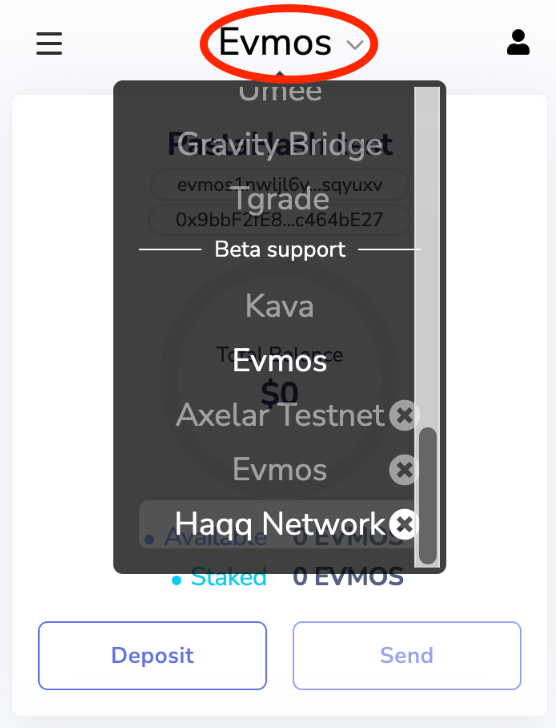 Evmos
Umee
Gravity Bridge
evmos1nwljl6y...sqyuxv
Tgrade
0x9bbF2fE8...c464bE27
Beta support
Kava
Total Balance
Evmos
$0
Axelar Testnet
Evmos
Haqq Network
Available 0 EVMOS
Staked 0 EVMOS
Deposit
Send